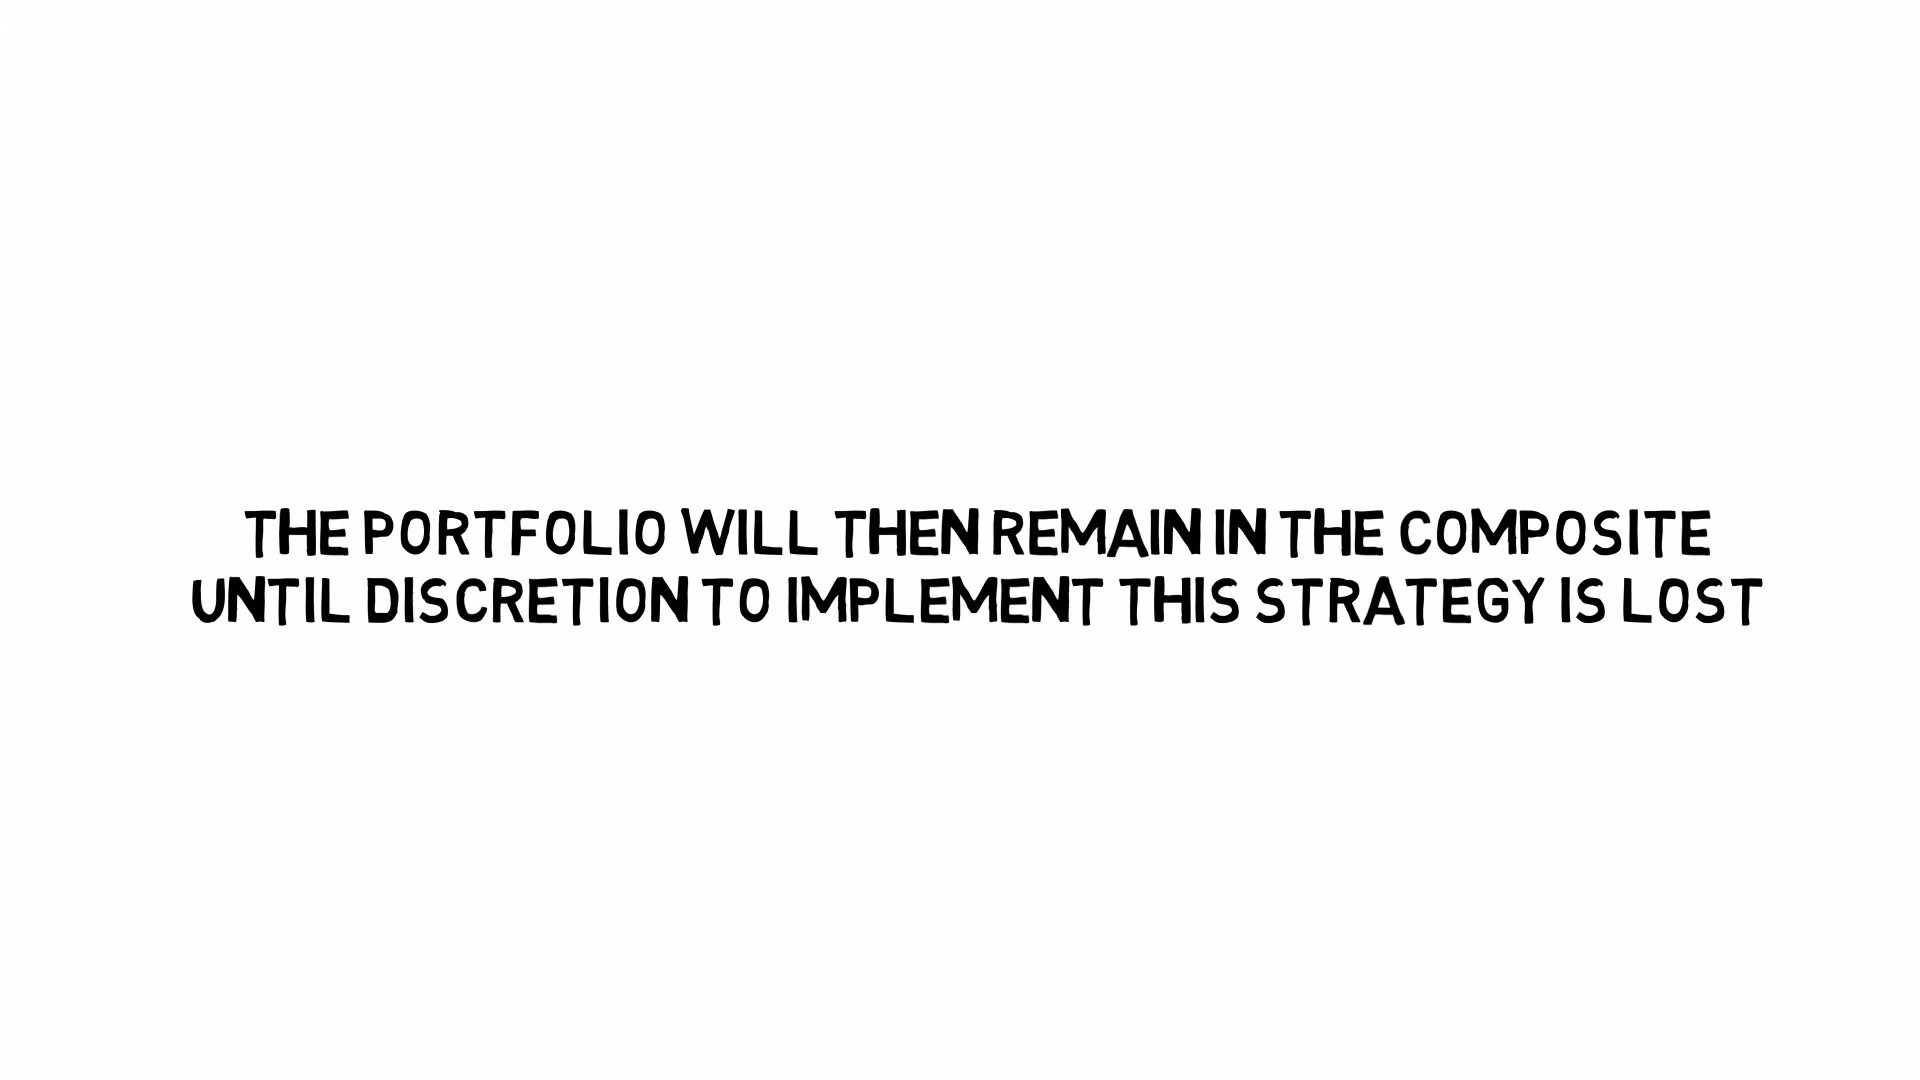 THE PORTFOLIO WILL THEN REMAIN IN THE COMPOSITE
UNTIL DISCRETION TO IMPLEMENT THIS STRATEGY IS LOST